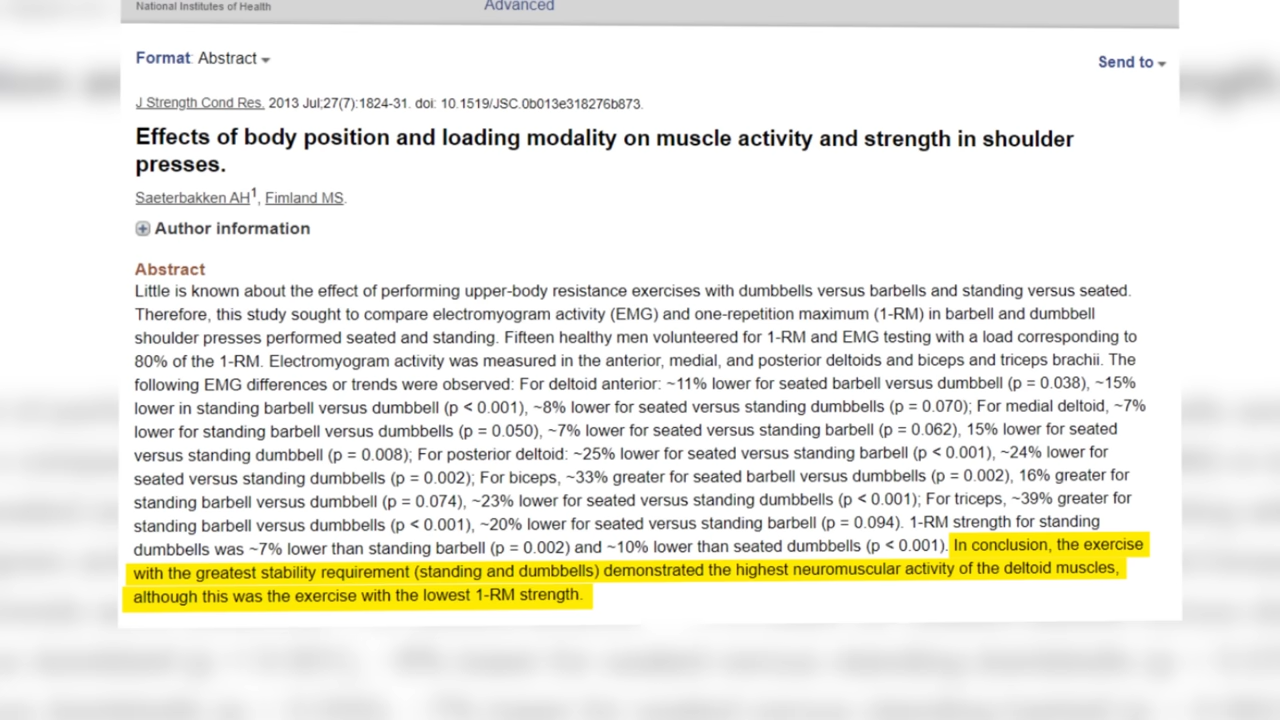 National Institutes of Health
Advanced
Format: Abstract
Send to
J Strength Cond Res. 2013 Jul;27(7):1824-31. doi: 10.1519/JSC.0b013e318276b873.
Effects of body position and loading modality on muscle activity and strength in shoulder
presses.
Saeterbakken AH1, Fimland MS.
Author information
Abstract
Little is known about the effect of performing upper-body resistance exercises with dumbbells versus barbells and standing versus seated.
Therefore, this study sought to compare electromyogram activity (EMG) and one-repetition maximum (1-RM) in barbell and dumbbell
shoulder presses performed seated and standing. Fifteen healthy men volunteered for 1-RM and EMG testing with a load corresponding to
80% of the 1-RM. Electromyogram activity was measured in the anterior, medial, and posterior deltoids and biceps and triceps brachii. The
following EMG differences or trends were observed: For deltoid anterior: ~11% lower for seated barbell versus dumbbell (p = 0.038), ~15%
lower in standing barbell versus dumbbell (p < 0.001), ~8% lower for seated versus standing dumbbells (p = 0.070); For medial deltoid, ~7%
lower for standing barbell versus dumbbells (p = 0.050), ~7% lower for seated versus standing barbell (p = 0.062), 15% lower for seated
versus standing dumbbell (p = 0.008); For posterior deltoid: ~25% lower for seated versus standing barbell (p < 0.001), ~24% lower for
seated versus standing dumbbells (p = 0.002); For biceps, ~33% greater for seated barbell versus dumbbells (p = 0.002), 16% greater for
standing barbell versus dumbbell (p = 0.074), ~23% lower for seated versus standing dumbbells (p < 0.001); For triceps, ~39% greater for
standing barbell versus dumbbells (p < 0.001), ~20% lower for seated versus standing barbell (p = 0.094). 1-RM strength for standing
dumbbells was ~7% lower than standing barbell (p = 0.002) and ~10% lower than seated dumbbells (p < 0.001). In conclusion, the exercise
with the greatest stability requirement (standing and dumbbells) demonstrated the highest neuromuscular activity of the deltoid muscles,
although this was the exercise with the lowest 1-RM strength.